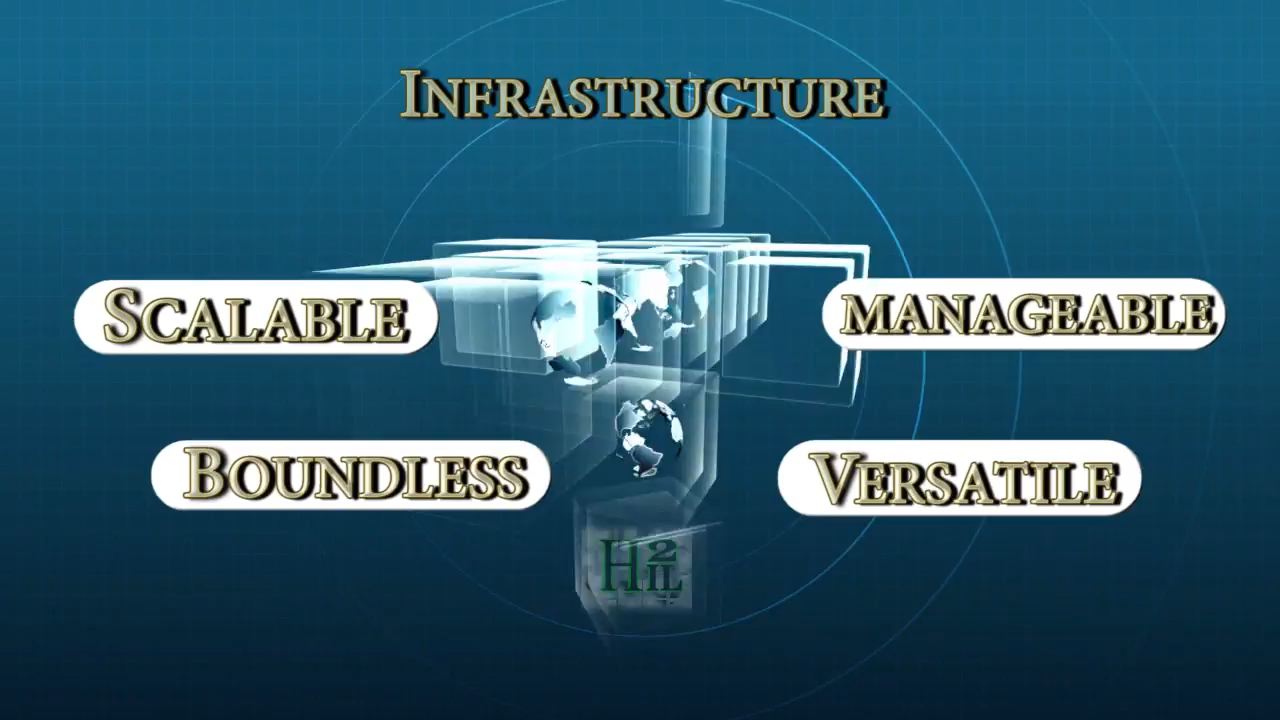 INFRASTRUCTURE
SCALABLE
MANAGEABLE
BOUNDLESS
VERSATILE